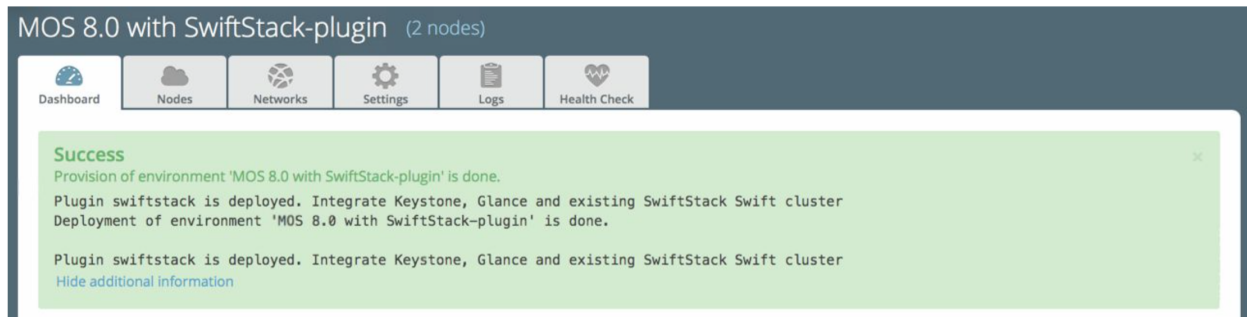 MOS 8.0 with SwiftStack-plugin (2 nodes)
Dashboard Nodes Networks Settings Logs Health Check
Success ×
Provision of environment 'MOS 8.0 with SwiftStack-plugin' is done.
Plugin swiftstack is deployed. Integrate Keystone, Glance and existing SwiftStack Swift cluster
Deployment of environment 'MOS 8.0 with SwiftStack-plugin' is done.
Plugin swiftstack is deployed. Integrate Keystone, Glance and existing SwiftStack Swift cluster
Hide additional information